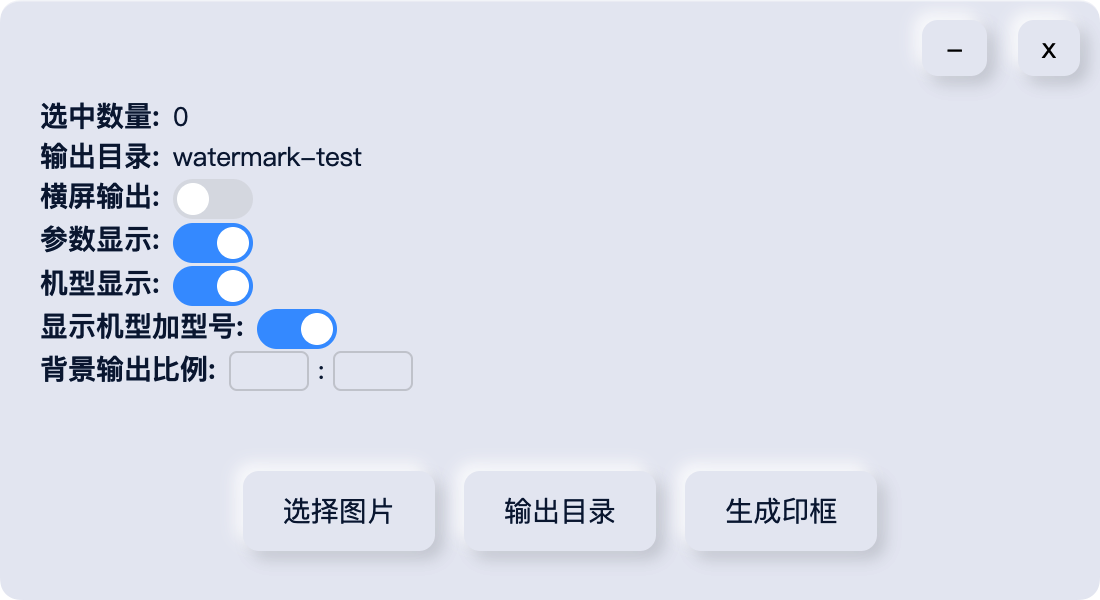 – x
选中数量: 0
输出目录: watermark-test
横屏输出:
参数显示:
机型显示:
显示机型加型号:
背景输出比例: :
选择图片 输出目录 生成印框